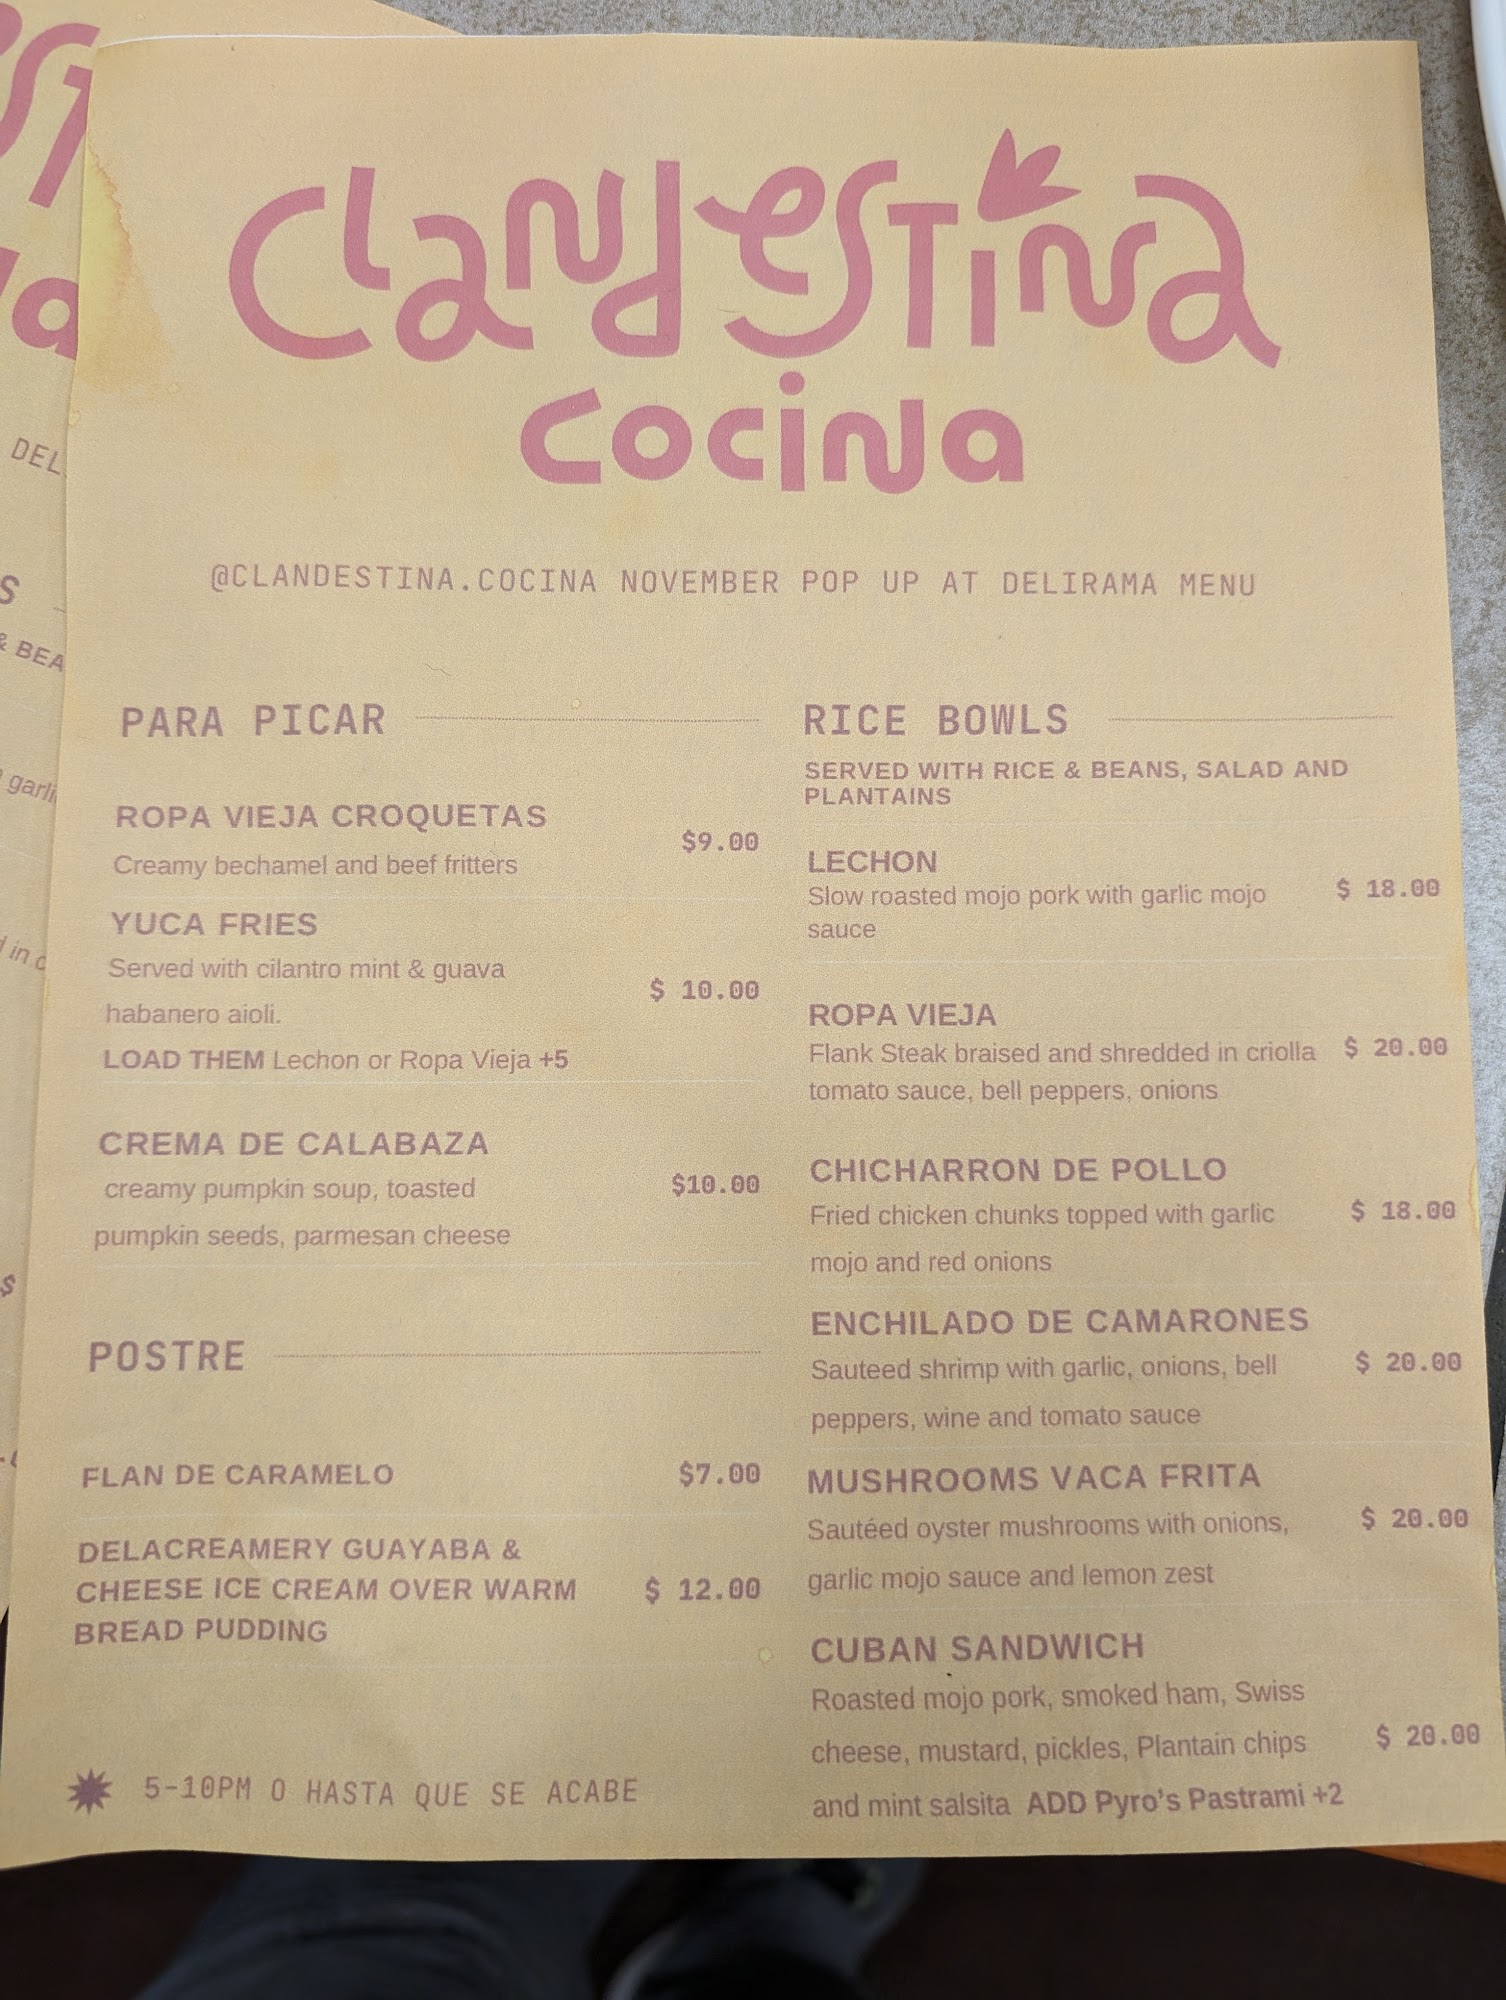 Clandestina
cocina
@CLANDESTINA.COCINA NOVEMBER POP UP AT DELIRAMA MENU
PARA PICAR
ROPA VIEJA CROQUETAS
$9.00
Creamy bechamel and beef fritters
YUCA FRIES
Served with cilantro mint & guava
$ 10.00
habanero aioli.
LOAD THEM Lechon or Ropa Vieja +5
CREMA DE CALABAZA
creamy pumpkin soup, toasted
$10.00
pumpkin seeds, parmesan cheese
POSTRE
FLAN DE CARAMELO $7.00
DELACREAMERY GUAYABA &
CHEESE ICE CREAM OVER WARM $ 12.00
BREAD PUDDING
5-10PM O HASTA QUE SE ACABE
RICE BOWLS
SERVED WITH RICE & BEANS, SALAD AND
PLANTAINS
LECHON
Slow roasted mojo pork with garlic mojo $ 18.00
sauce
ROPA VIEJA
Flank Steak braised and shredded in criolla $ 20.00
tomato sauce, bell peppers, onions
CHICHARRON DE POLLO
Fried chicken chunks topped with garlic $ 18.00
mojo and red onions
ENCHILADO DE CAMARONES
Sauteed shrimp with garlic, onions, bell $ 20.00
peppers, wine and tomato sauce
MUSHROOMS VACA FRITA
Sautéed oyster mushrooms with onions, $ 20.00
garlic mojo sauce and lemon zest
CUBAN SANDWICH
Roasted mojo pork, smoked ham, Swiss
cheese, mustard, pickles, Plantain chips $ 20.00
and mint salsita ADD Pyro's Pastrami +2